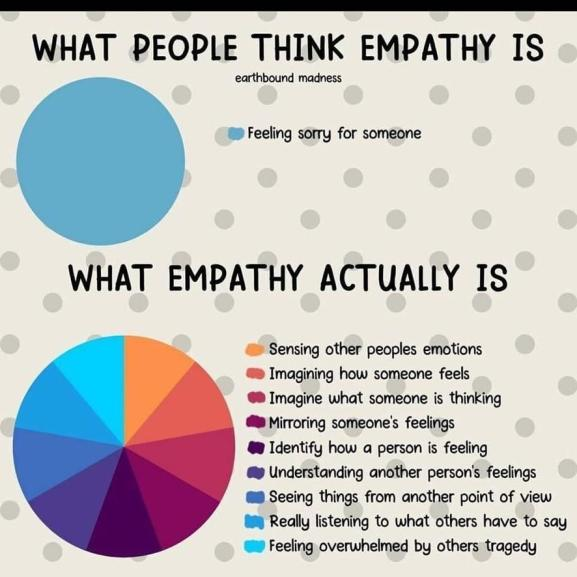 WHAT PEOPLE THINK EMPATHY IS
earthbound madness
Feeling sorry for someone
WHAT EMPATHY ACTUALLY IS
Sensing other peoples emotions
Imagining how someone feels
Imagine what someone is thinking
Mirroring someone's feelings
Identify how a person is feeling
Understanding another person's feelings
Seeing things from another point of view
Really listening to what others have to say
Feeling overwhelmed by others tragedy